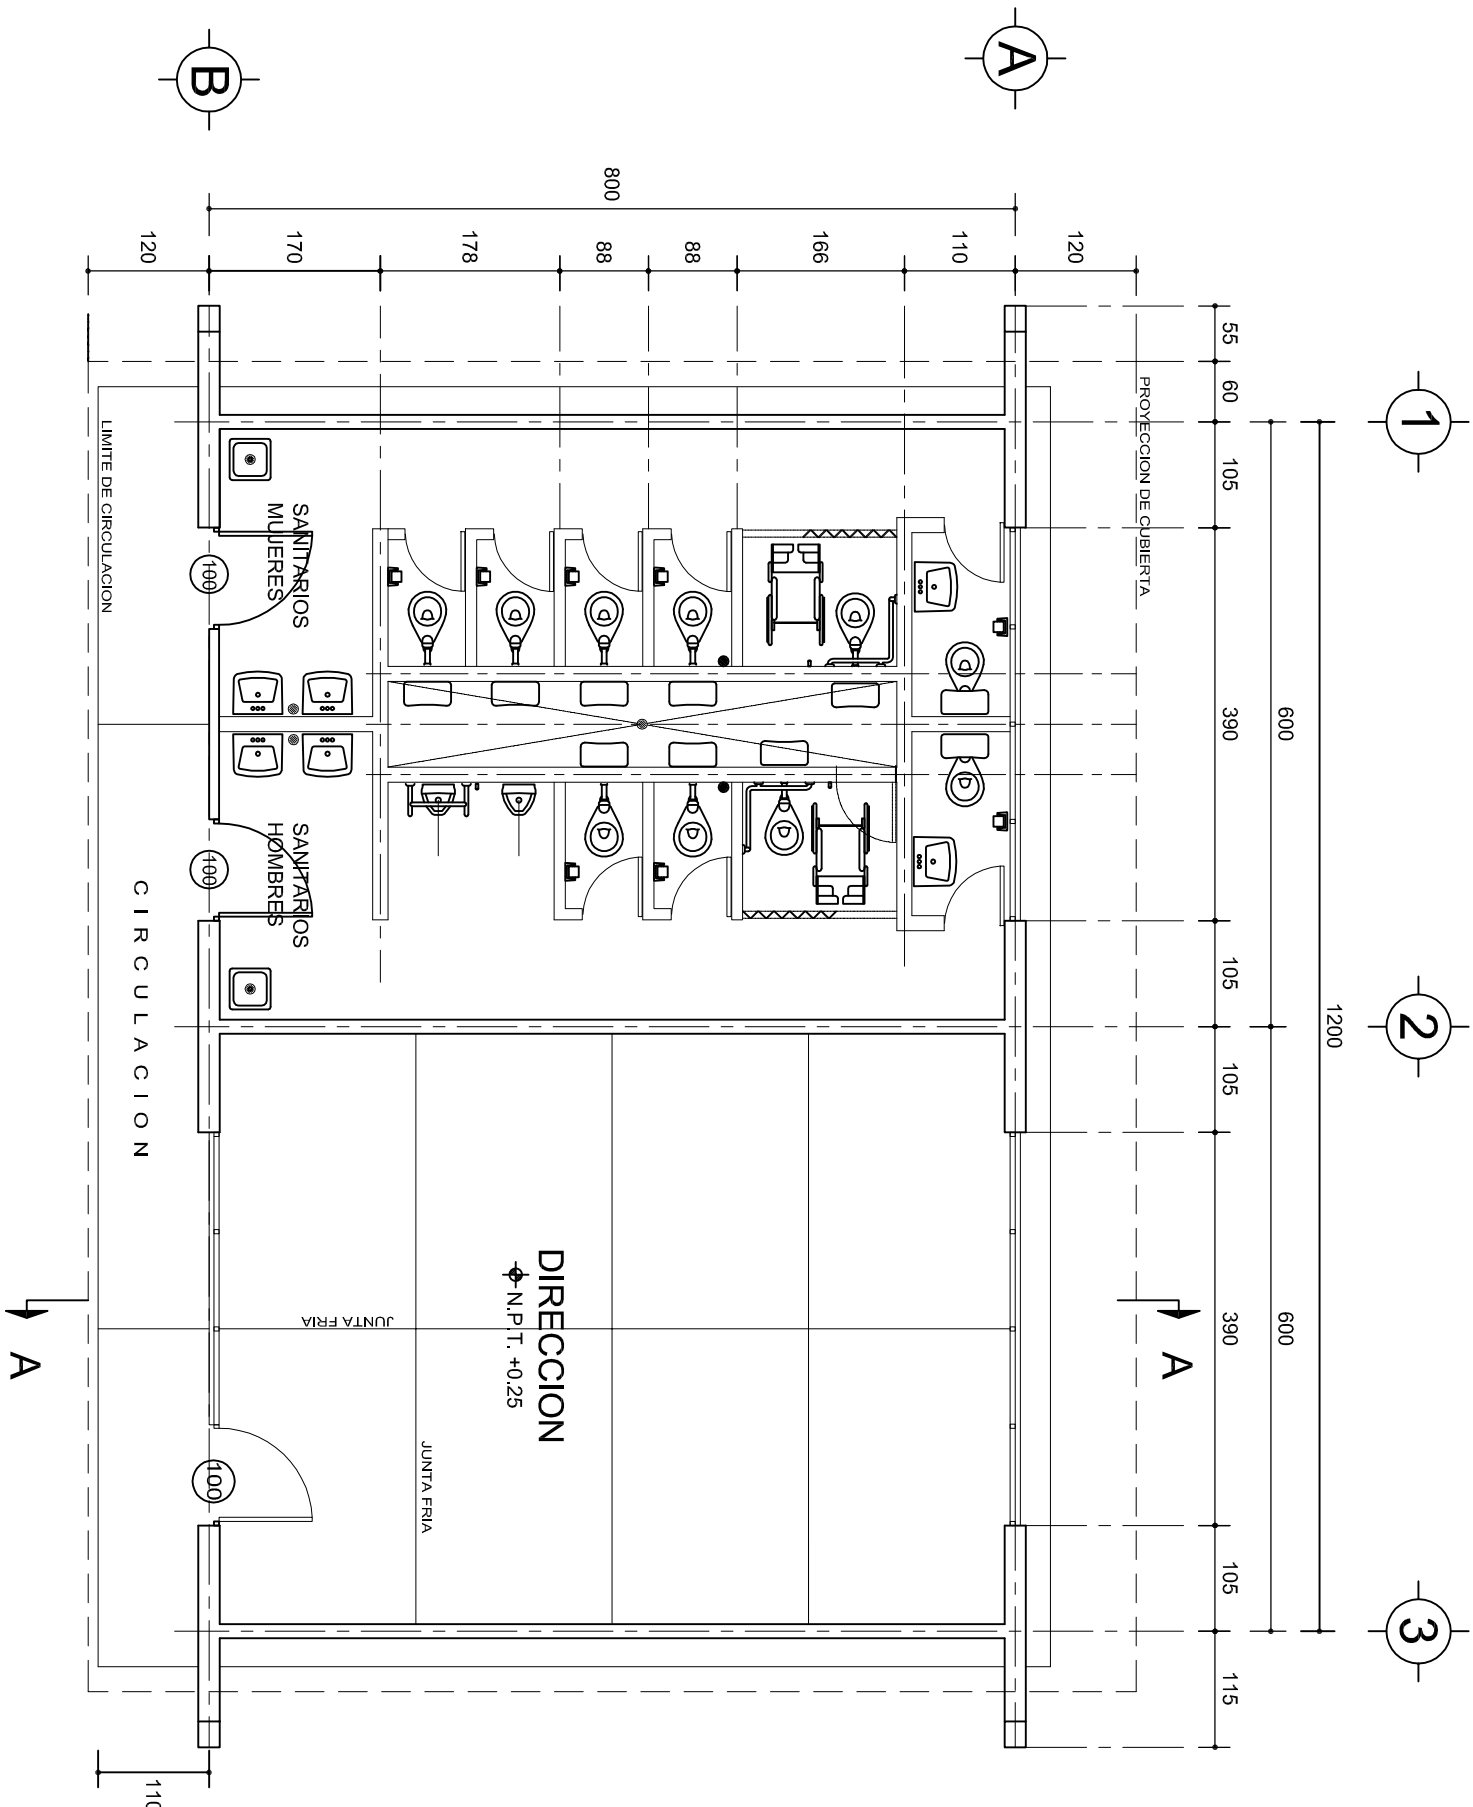 1
2
3
1200
600
600
55
60
105
390
105
105
390
105
115
A
B
800
120
110
166
88
88
178
170
120
PROYECCION DE CUBIERTA
A
DIRECCION
N.P.T. +0.25
JUNTA FRIA
JUNTA FRIA
SANITARIOS
MUJERES
SANITARIOS
HOMBRES
100
100
100
CIRCULACION
LIMITE DE CIRCULACION
A
110